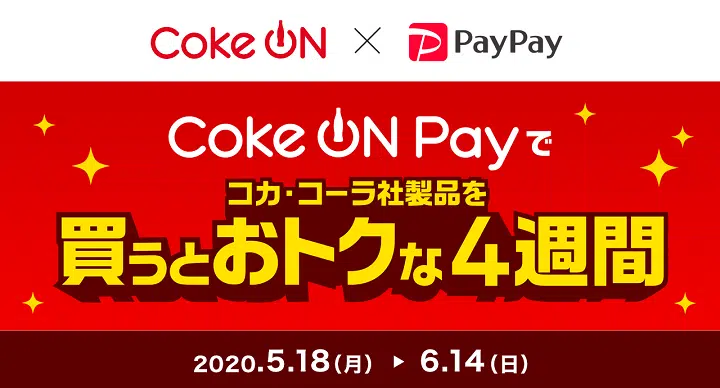 Coke ON × PayPay
Coke ON Payで
コカ・コーラ社製品を
買うとおトクな4週間
2020.5.18(月) ▶ 6.14(日)